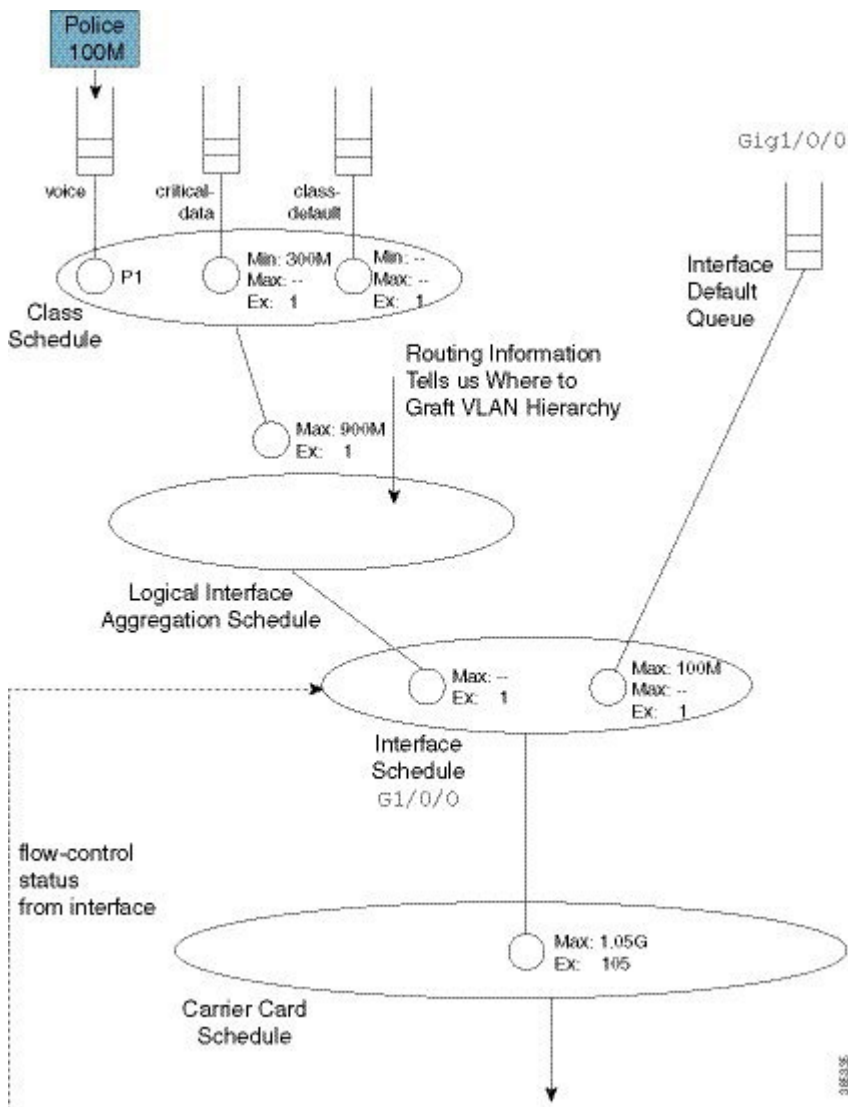 Police
100M
voice
critical-
data
class-
default
Gig1/0/0
P1
Min: 300M
Max: --
Ex: 1
Min: --
Max: --
Ex: 1
Class
Schedule
Interface
Default
Queue
Routing Information
Tells us Where to
Graft VLAN Hierarchy
Max: 900M
Ex: 1
Logical Interface
Aggregation Schedule
Max: --
Ex: 1
Max: 100M
Max: --
Ex: 1
Interface
Schedule
G1/0/0
flow-control
status
from interface
Max: 1.05G
Ex: 105
Carrier Card
Schedule